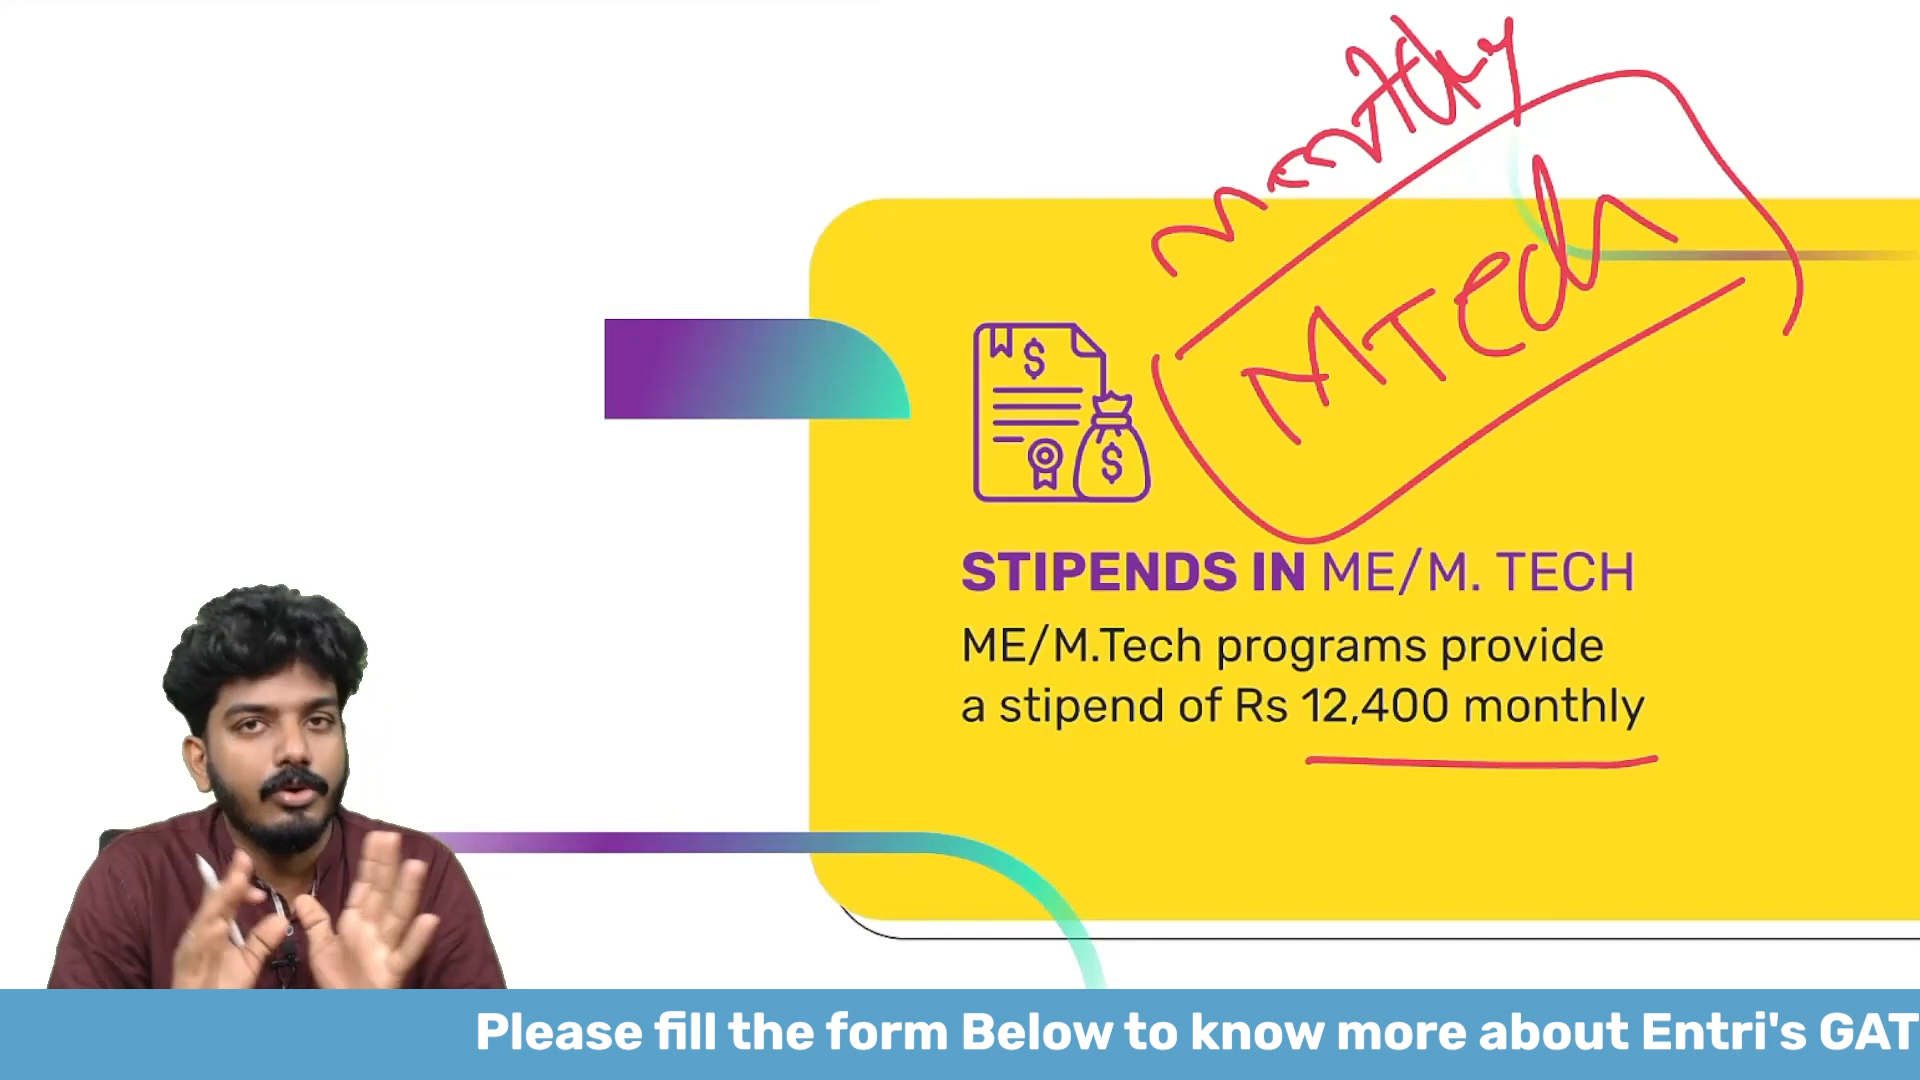 monthly
MTech
$
$
STIPENDS IN ME/M. TECH
ME/M.Tech programs provide
a stipend of Rs 12,400 monthly
Please fill the form Below to know more about Entri's GAT